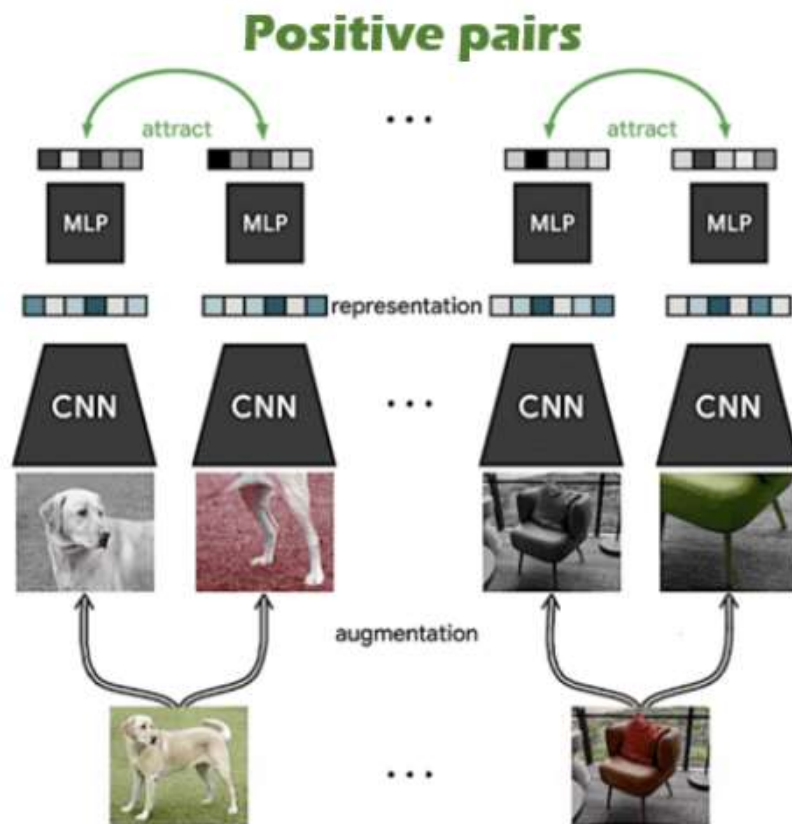 Positive pairs
attract
...
attract
MLP
MLP
MLP
MLP
representation
CNN
CNN
...
CNN
CNN
augmentation
...